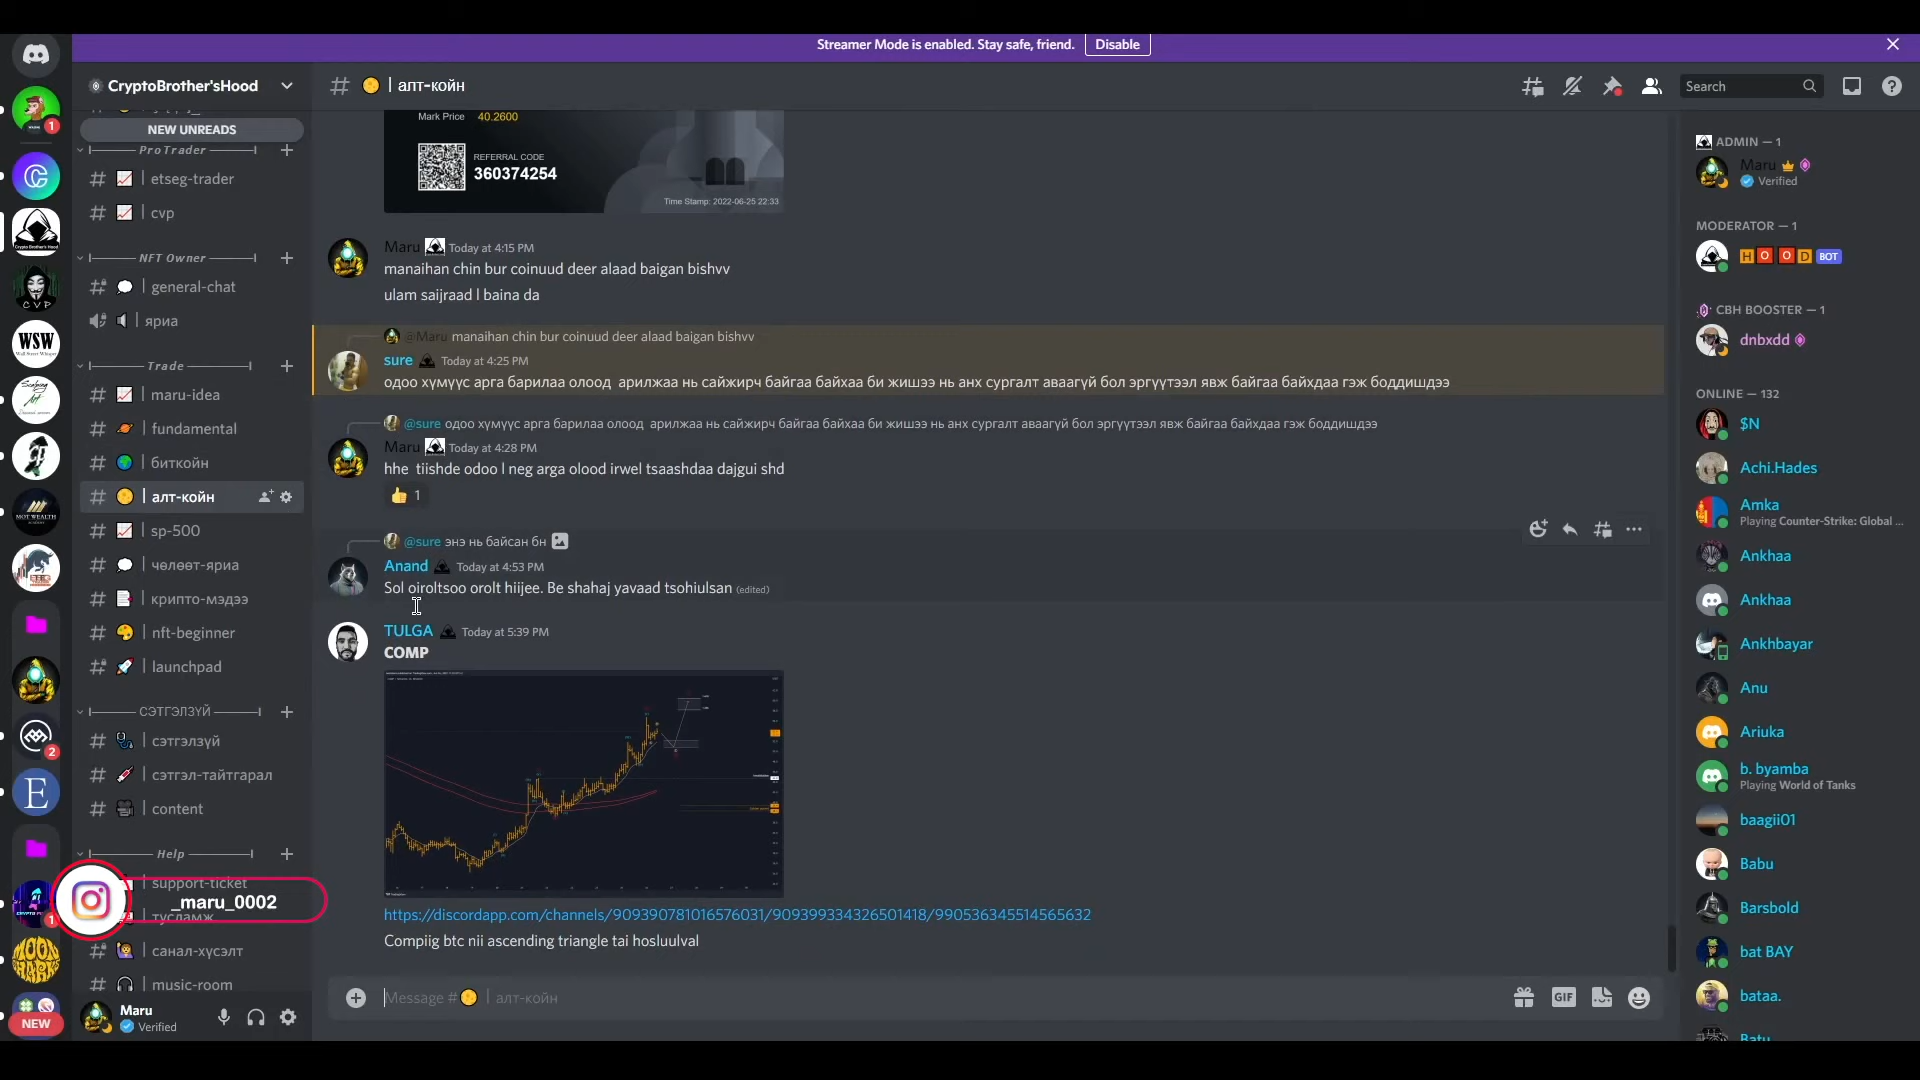 Streamer Mode is enabled. Stay safe, friend.
Disable
CryptoBrother'sHood
NEW UNREADS
ProTrader
etseg-trader
cvp
NFT Owner
general-chat
яриа
Trade
maru-idea
fundamental
биткойн
алт-койн
sp-500
чөлөөт-яриа
крипто-мэдээ
nft-beginner
launchpad
СЭТГЭЛЗҮЙ
сэтгэлзүй
сэтгэл-тайтгарал
content
Help
support-ticket
тусламж
_maru_0002
санал-хүсэлт
music-room
Maru
Verified
NEW
# | алт-койн
Search
Mark Price 40.2600
REFERRAL CODE
360374254
Time Stamp: 2022-06-25 22:33
Maru Today at 4:15 PM
manaihan chin bur coinuud deer alaad baigan bishvv
ulam saijraad l baina da
@Maru manaihan chin bur coinuud deer alaad baigan bishvv
sure Today at 4:25 PM
одоо хүмүүс арга барилаа олоод арилжаа нь сайжирч байгаа байхаа би жишээ нь анх сургалт аваагүй бол эргүүтээл явж байгаа байхдаа гэж боддишдээ
@sure одоо хүмүүс арга барилаа олоод арилжаа нь сайжирч байгаа байхаа би жишээ нь анх сургалт аваагүй бол эргүүтээл явж байгаа байхдаа гэж боддишдээ
Maru Today at 4:28 PM
hhe tiishde odoo l neg arga olood irwel tsaashdaa dajgui shd
1
@sure энэ нь байсан бн
Anand Today at 4:53 PM
Sol oiroltsoo orolt hiijee. Be shahaj yavaad tsohiulsan (edited)
TULGA Today at 5:39 PM
COMP
https://discordapp.com/channels/909390781016576031/909399334326501418/990536345514565632
Compiig btc nii ascending triangle tai hosluulval
Message # | алт-койн
GIF
ADMIN — 1
Maru
Verified
MODERATOR — 1
HOOD BOT
CBH BOOSTER — 1
dnbxdd
ONLINE — 132
$N
Achi.Hades
Amka
Playing Counter-Strike: Global ...
Ankhaa
Ankhaa
Ankhbayar
Anu
Ariuka
b. byamba
Playing World of Tanks
baagii01
Babu
Barsbold
bat BAY
bataa.
Batu
CVP
WSW
E
1
2
1
MOON SHARKS